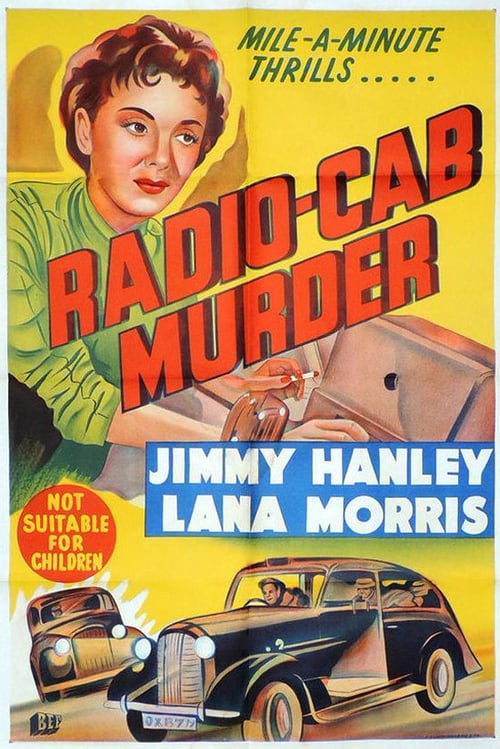 MILE-A-MINUTE
THRILLS.....
RADIO-CAB
MURDER
JIMMY HANLEY
LANA MORRIS
NOT
SUITABLE
FOR
CHILDREN
BEF